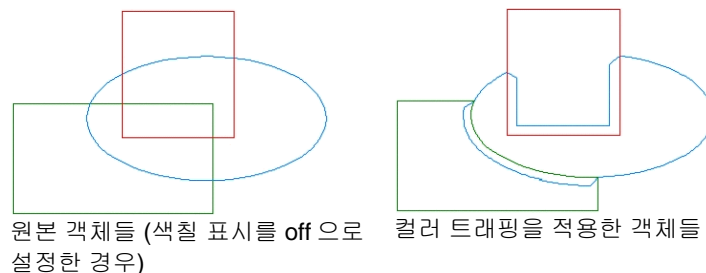 원본 객체들 (색칠 표시를 off 으로
설정한 경우)
컬러 트래핑을 적용한 객체들